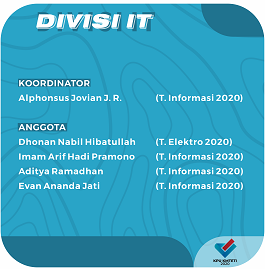 DIVISI IT
KOORDINATOR
Alphonsus Jovian J. R. (T. Informasi 2020)
ANGGOTA
Dhonan Nabil Hibatullah (T. Elektro 2020)
Imam Arif Hadi Pramono (T. Informasi 2020)
Aditya Ramadhan (T. Informasi 2020)
Evan Ananda Jati (T. Informasi 2020)
2020